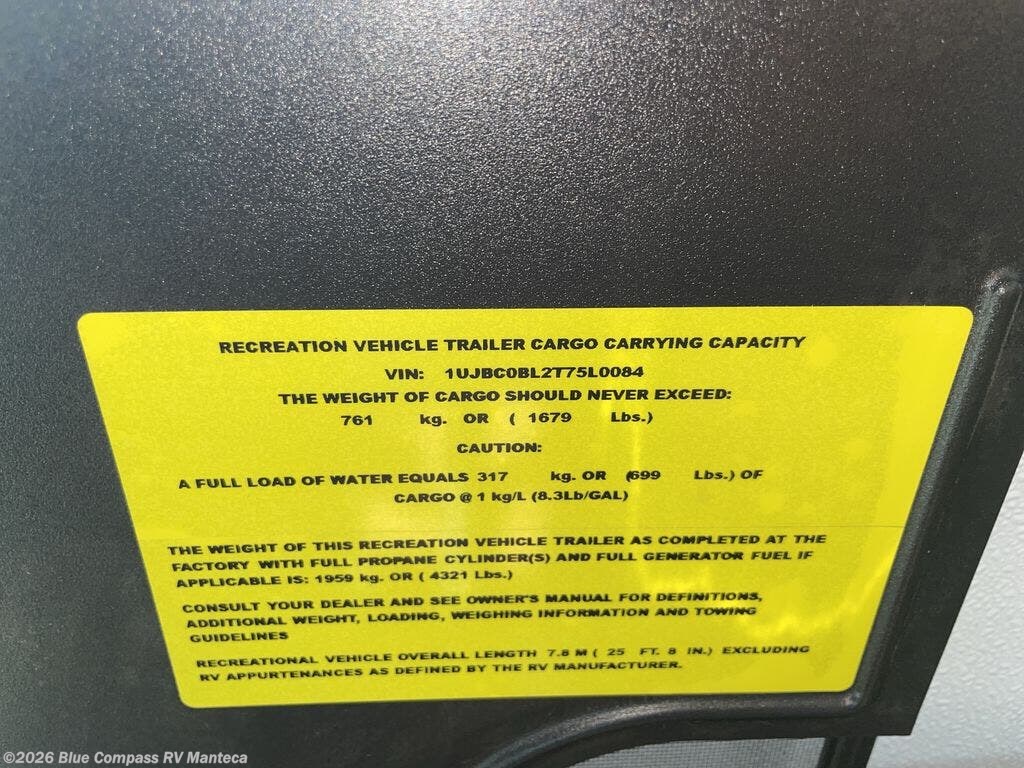 RECREATION VEHICLE TRAILER CARGO CARRYING CAPACITY
VIN: 1UJBC0BL2T75L0084
THE WEIGHT OF CARGO SHOULD NEVER EXCEED:
761 kg. OR ( 1679 Lbs.)
CAUTION:
A FULL LOAD OF WATER EQUALS 317 kg. OR (699 Lbs.) OF
CARGO @ 1 kg/L (8.3Lb/GAL)
THE WEIGHT OF THIS RECREATION VEHICLE TRAILER AS COMPLETED AT THE
FACTORY WITH FULL PROPANE CYLINDER(S) AND FULL GENERATOR FUEL IF
APPLICABLE IS: 1959 kg. OR ( 4321 Lbs.)
CONSULT YOUR DEALER AND SEE OWNER'S MANUAL FOR DEFINITIONS,
ADDITIONAL WEIGHT, LOADING, WEIGHING INFORMATION AND TOWING
GUIDELINES
RECREATIONAL VEHICLE OVERALL LENGTH 7.8 M ( 25 FT. 8 IN.) EXCLUDING
RV APPURTENANCES AS DEFINED BY THE RV MANUFACTURER.
©2026 Blue Compass RV Manteca